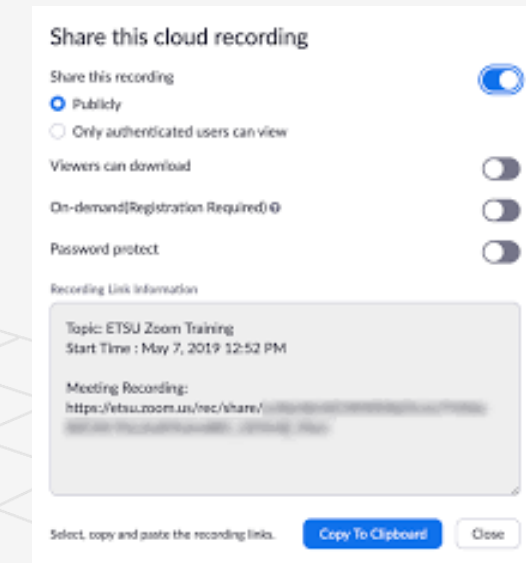 Share this cloud recording
Share this recording
Publicly
Only authenticated users can view
Viewers can download
On-demand(Registration Required)
Password protect
Recording Link Information
Topic: ETSU Zoom Training
Start Time : May 7, 2019 12:52 PM
Meeting Recording:
https://etsu.zoom.us/rec/share/
Select, copy and paste the recording links.
Copy To Clipboard
Close